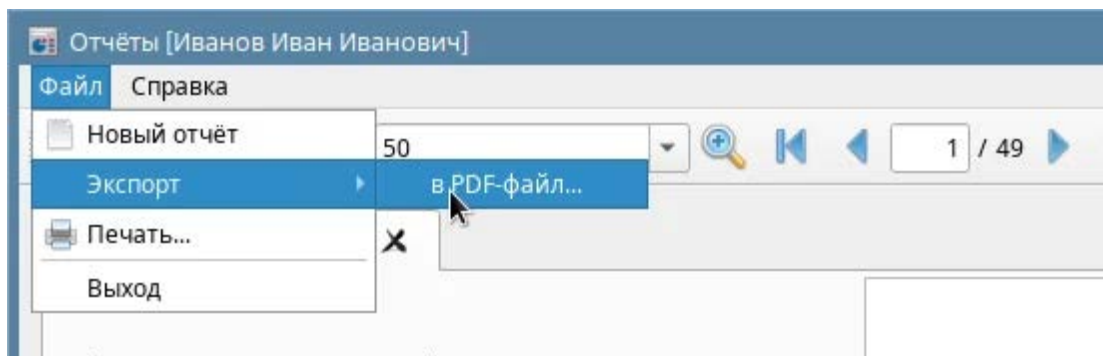 Отчёты [Иванов Иван Иванович]
Файл Справка
Новый отчёт
50 1 / 49
Экспорт в PDF-файл...
Печать...
Выход